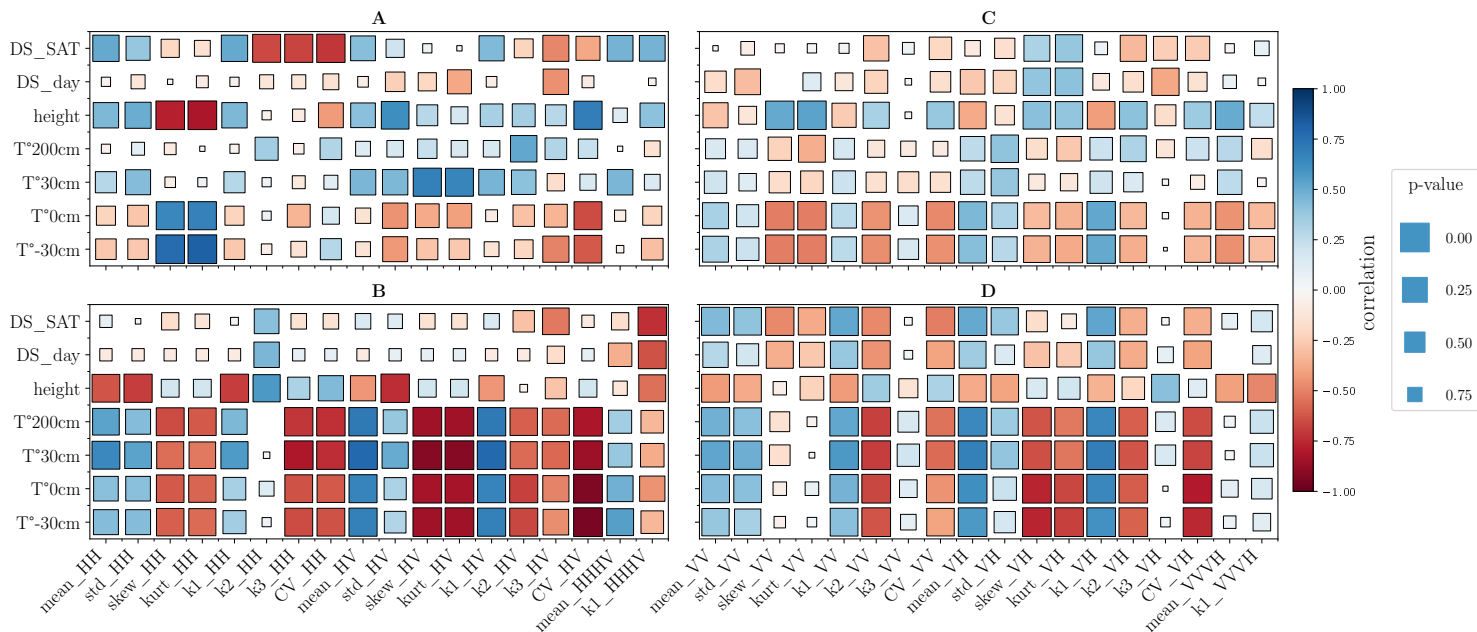 A
C
DS_SAT
DS_day
height
T°200cm
T°30cm
T°0cm
T°-30cm
B
D
DS_SAT
DS_day
height
T°200cm
T°30cm
T°0cm
T°-30cm
mean_HH
std_HH
skew_HH
kurt_HH
k1_HH
k2_HH
k3_HH
CV_HH
mean_HV
std_HV
skew_HV
kurt_HV
k1_HV
k2_HV
k3_HV
CV_HV
mean_HHHV
k1_HHHV
mean_VV
std_VV
skew_VV
kurt_VV
k1_VV
k2_VV
k3_VV
CV_VV
mean_VH
std_VH
skew_VH
kurt_VH
k1_VH
k2_VH
k3_VH
CV_VH
mean_VVVH
k1_VVVH
1.00
0.75
0.50
0.25
0.00
−0.25
−0.50
−0.75
−1.00
correlation
p-value
0.00
0.25
0.50
0.75